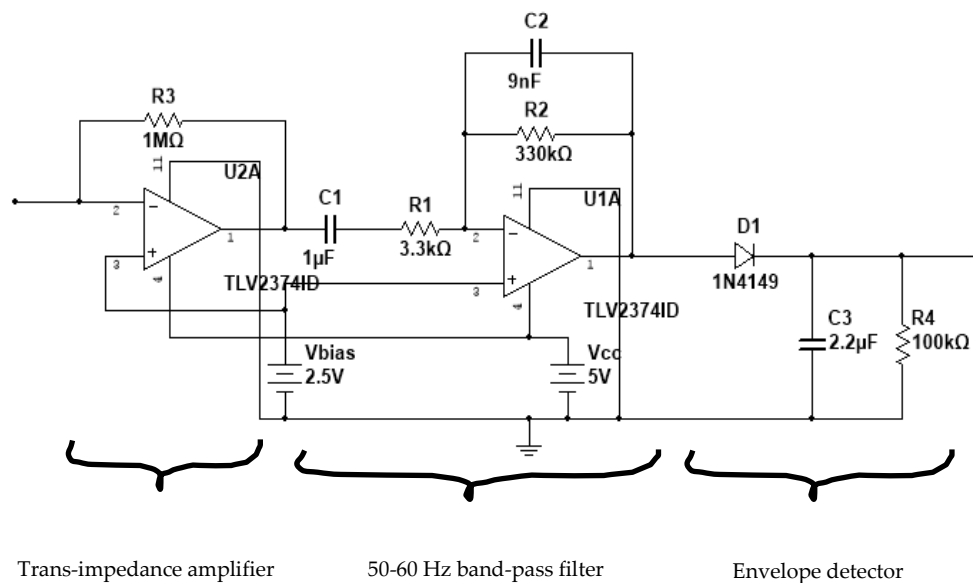 C2
9nF
R3
1MΩ
R2
330kΩ
11
U2A
C1
1µF
R1
3.3kΩ
11
U1A
D1
1N4149
2
1
3
4
TLV2374ID
2
1
3
4
TLV2374ID
C3
2.2µF
R4
100kΩ
Vbias
2.5V
Vcc
5V
Trans-impedance amplifier
50-60 Hz band-pass filter
Envelope detector